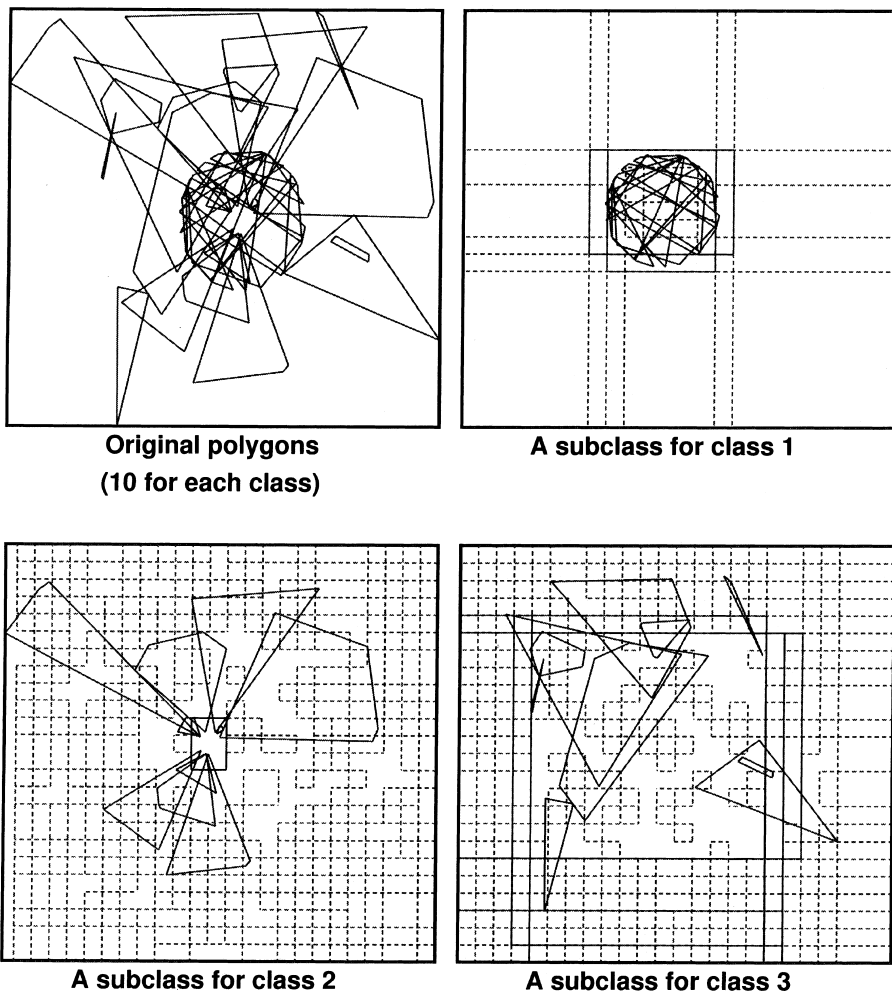 Original polygons
(10 for each class)
A subclass for class 1
A subclass for class 2
A subclass for class 3